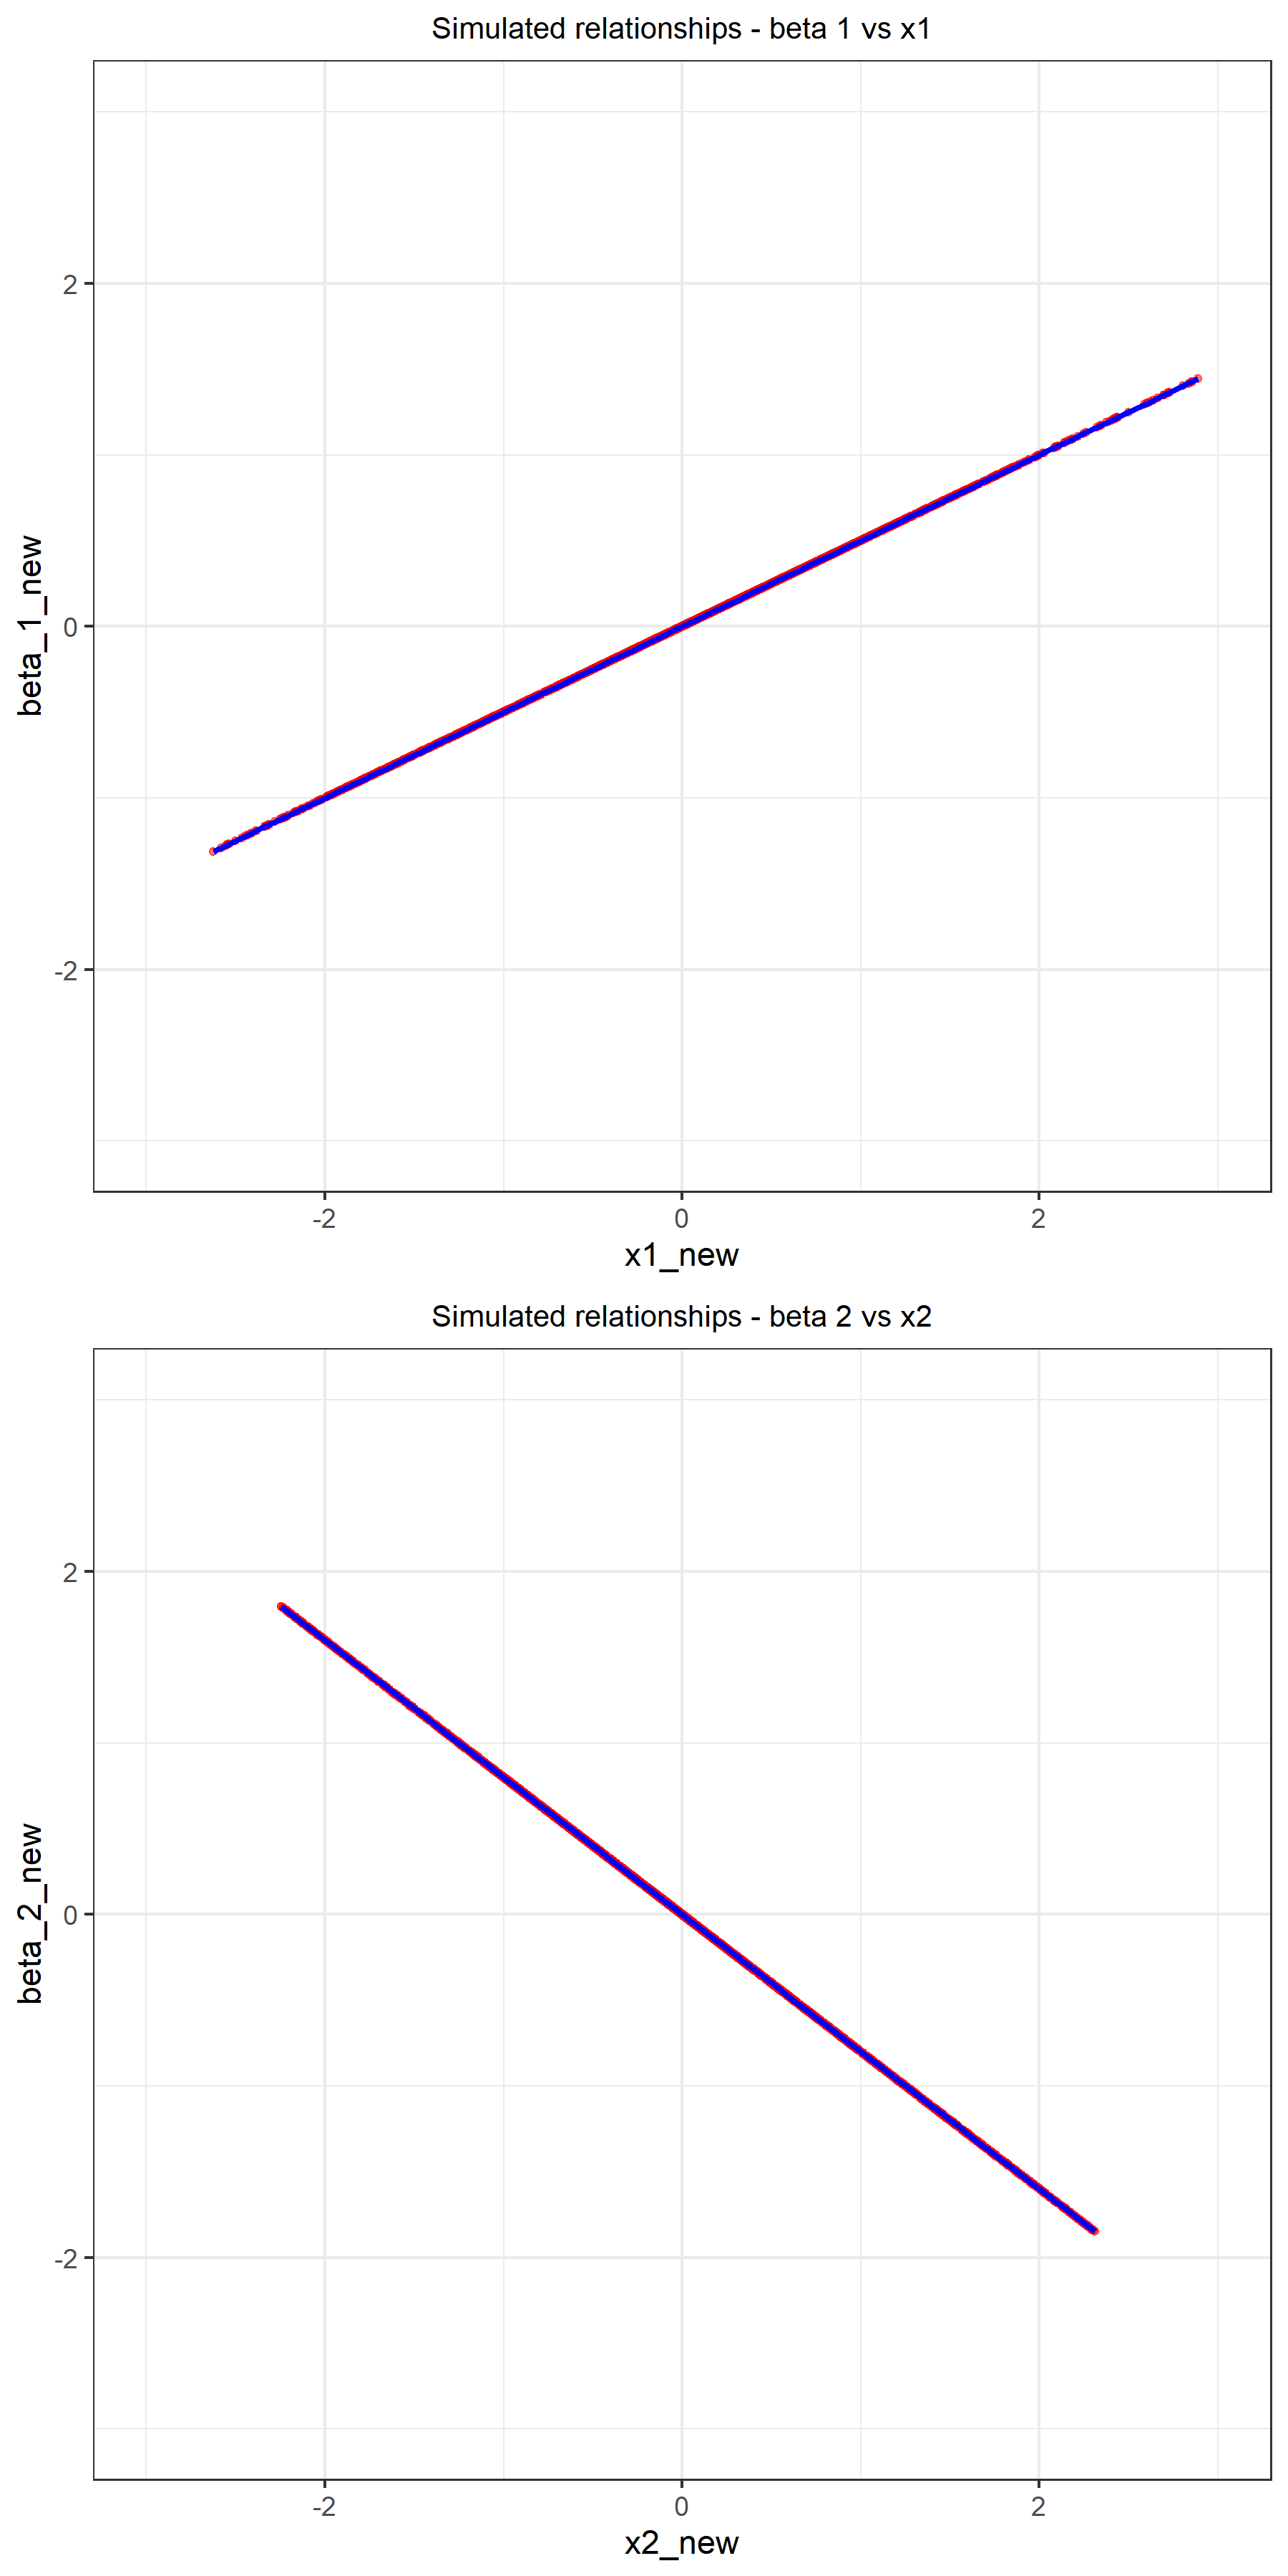 Simulated relationships - beta 1 vs x1
2
0
-2
beta_1_new
-2 0 2
x1_new
Simulated relationships - beta 2 vs x2
2
0
-2
beta_2_new
-2 0 2
x2_new